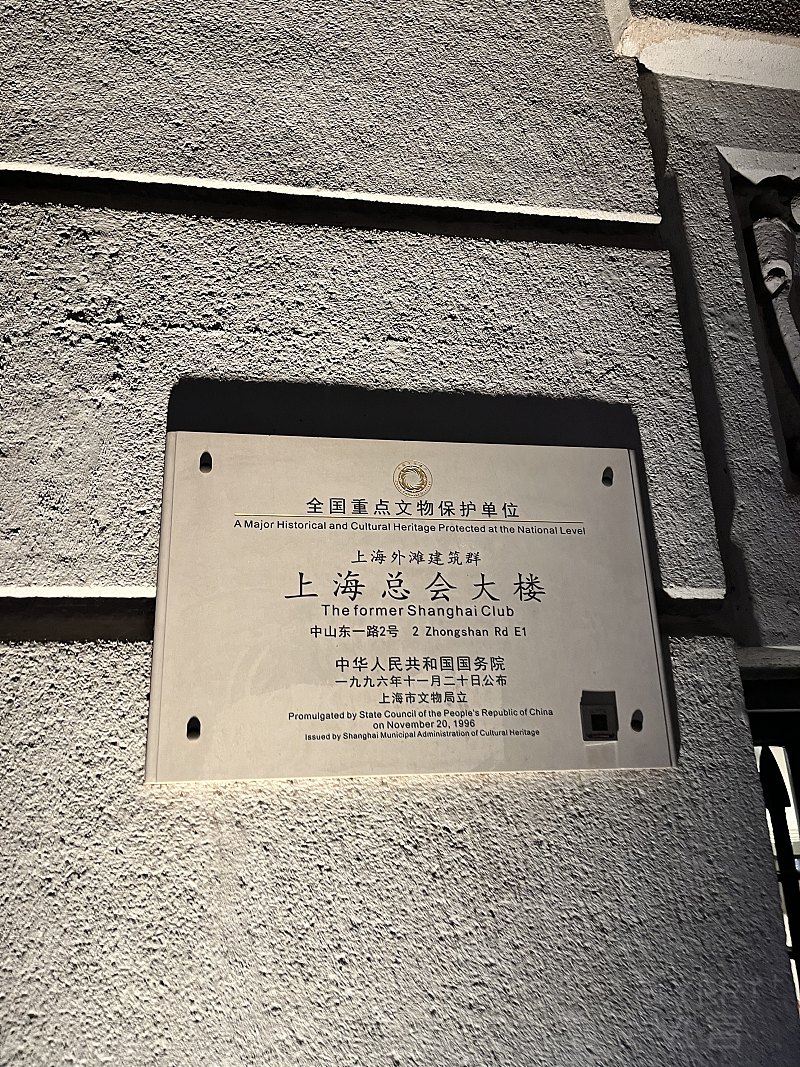 全国重点文物保护单位
A Major Historical and Cultural Heritage Protected at the National Level
上海外滩建筑群
上海总会大楼
The former Shanghai Club
中山东一路2号 2 Zhongshan Rd E1
中华人民共和国国务院
一九九六年十一月二十日公布
上海市文物局立
Promulgated by State Council of the People's Republic of China
on November 20, 1996
Issued by Shanghai Municipal Administration of Cultural Heritage